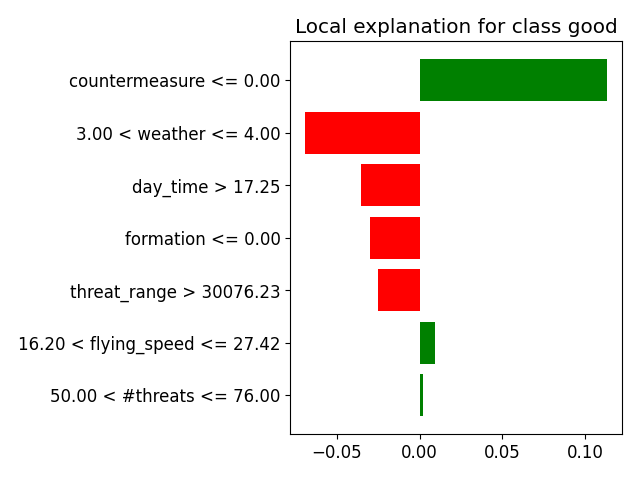 Local explanation for class good
countermeasure <= 0.00
3.00 < weather <= 4.00
day_time > 17.25
formation <= 0.00
threat_range > 30076.23
16.20 < flying_speed <= 27.42
50.00 < #threats <= 76.00
−0.05 0.00 0.05 0.10